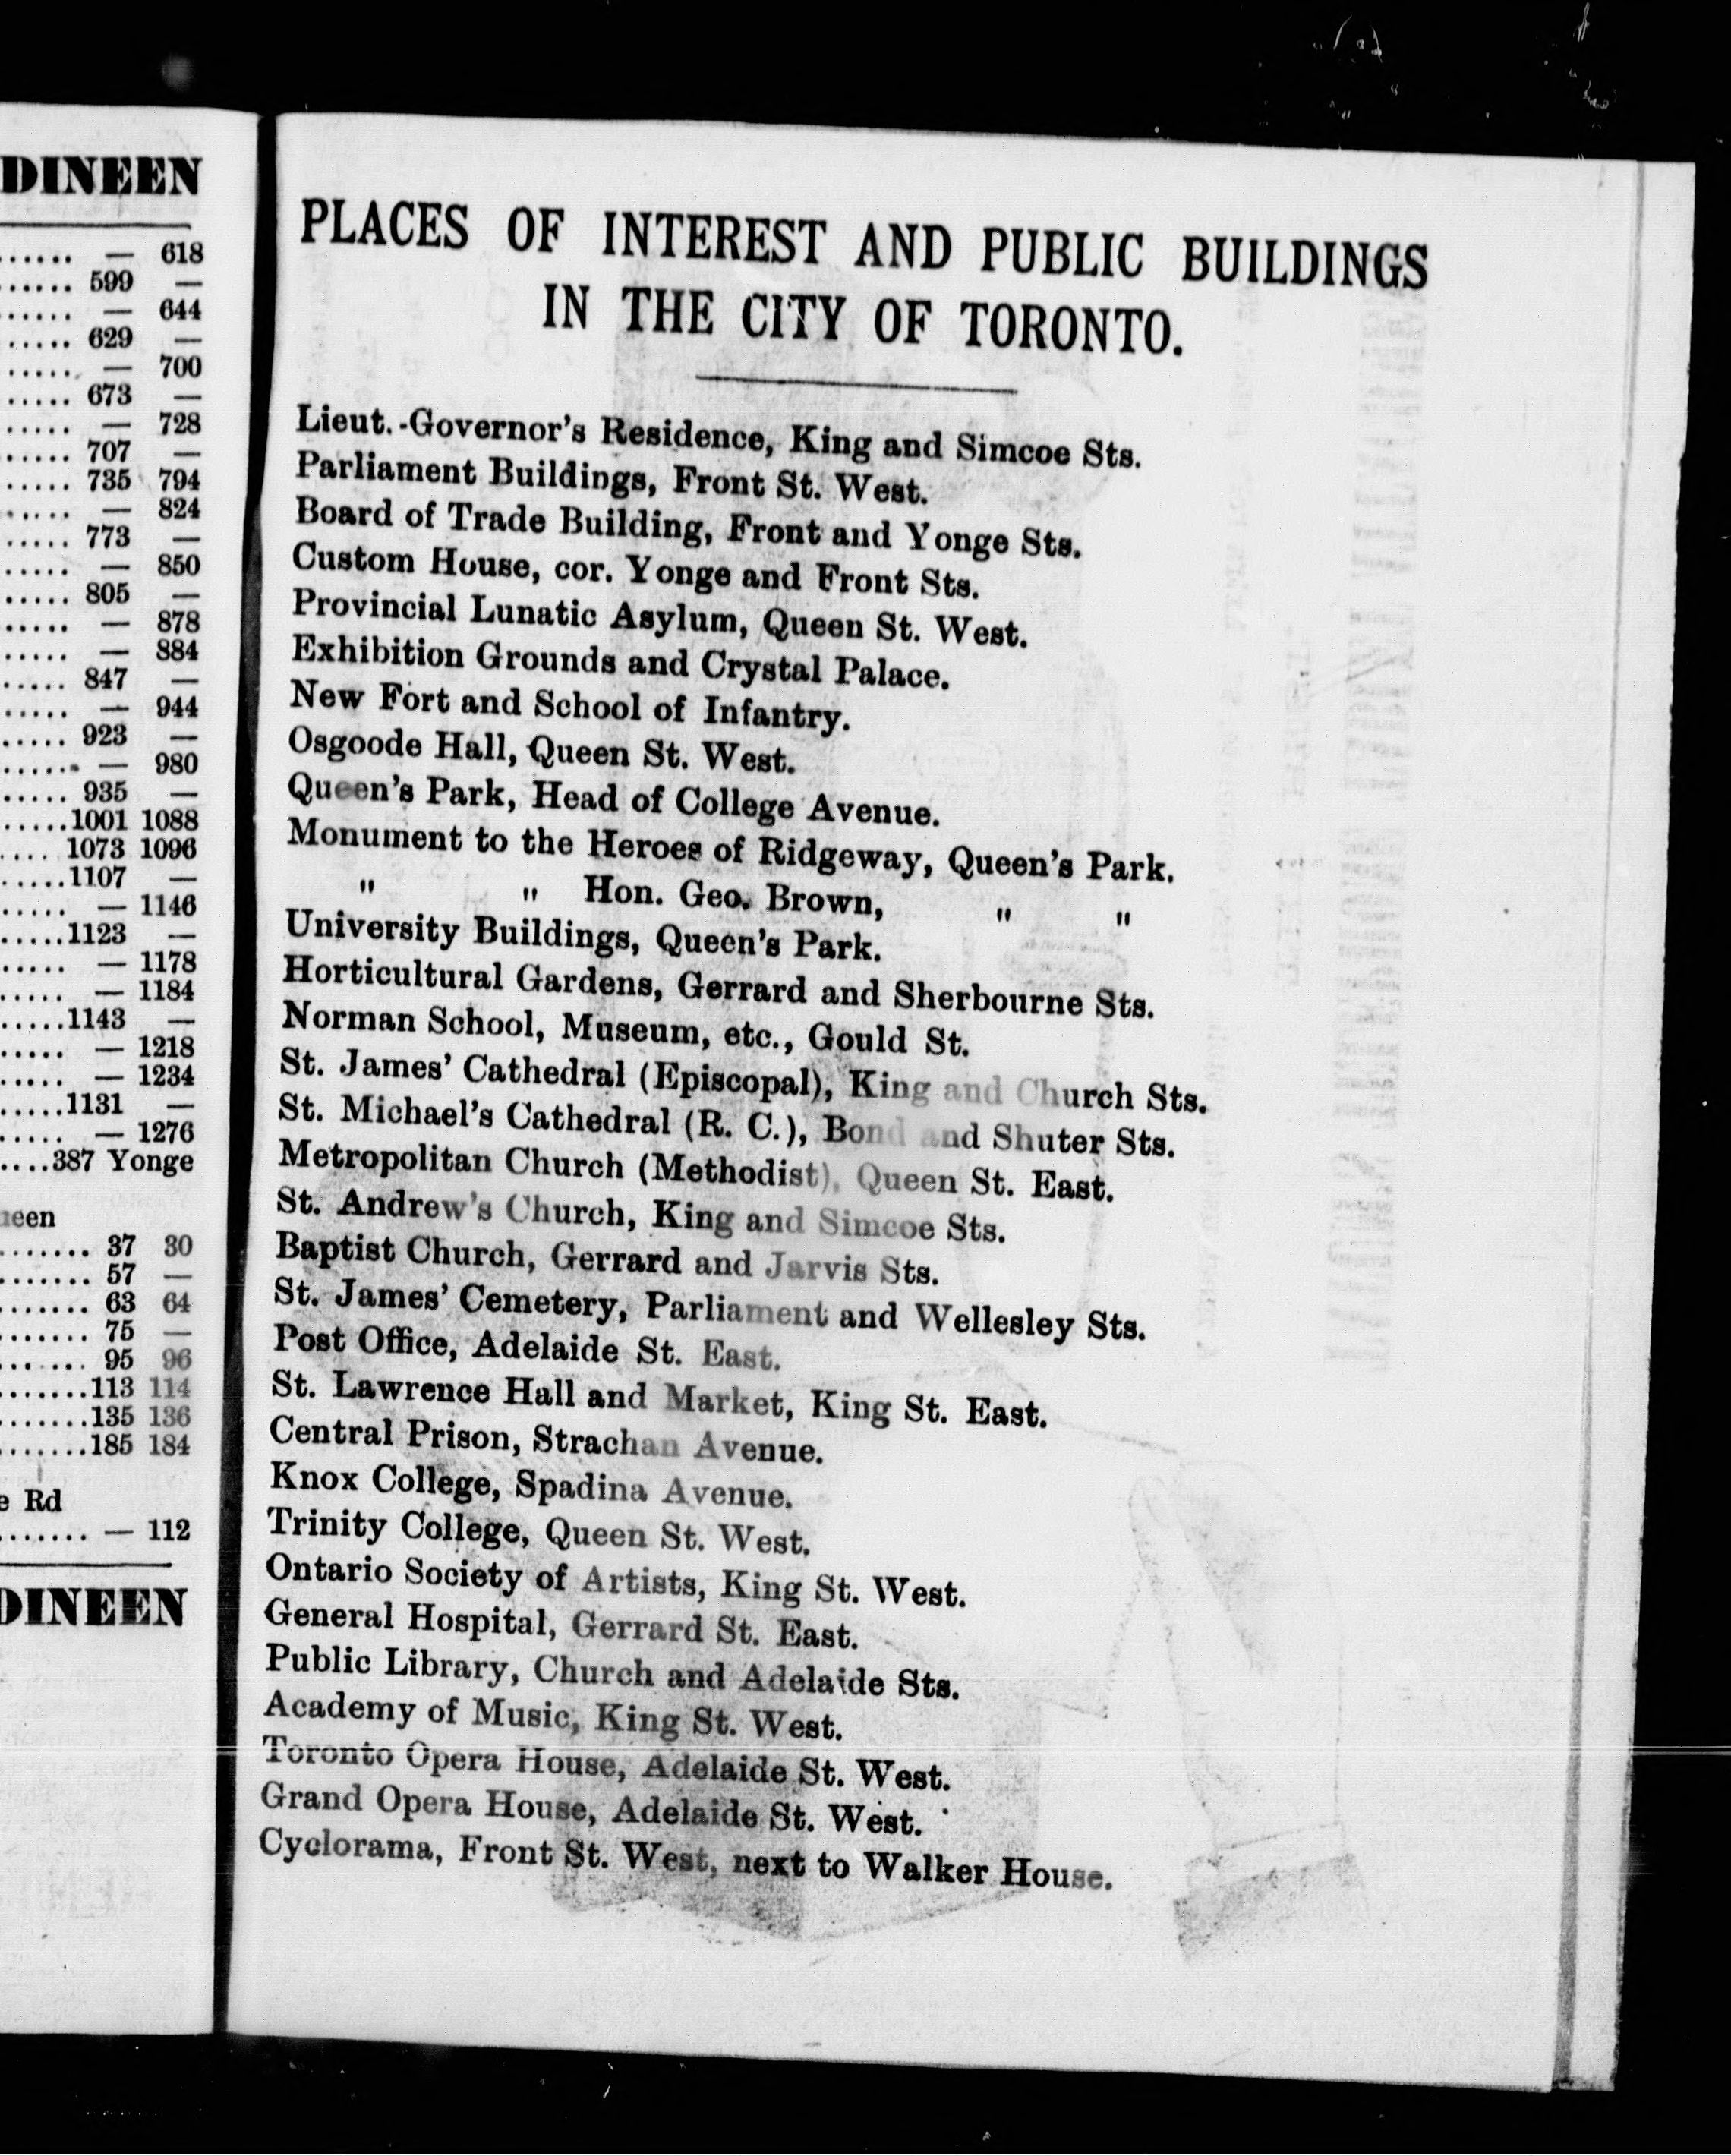 DINEEN
...... — 618
...... 599 —
...... — 644
..... 629 —
..... — 700
..... 673 —
..... — 728
..... 707 —
..... 735 794
..... — 824
..... 773 —
..... — 850
..... 805 —
..... — 878
..... — 884
..... 847 —
..... — 944
..... 923 —
...... — 980
..... 935 —
.....1001 1088
.... 1073 1096
.....1107 —
..... — 1146
.....1123 —
..... — 1178
..... — 1184
.....1143 —
..... — 1218
..... — 1234
.....1131 —
..... — 1276
....387 Yonge
een
....... 37 30
....... 57 —
....... 63 64
....... 75 —
....... 95 96
.......113 114
.......135 136
.......185 184
e Rd
....... — 112
DINEEN
PLACES OF INTEREST AND PUBLIC BUILDINGS
IN THE CITY OF TORONTO.
Lieut.-Governor's Residence, King and Simcoe Sts.
Parliament Buildings, Front St. West.
Board of Trade Building, Front and Yonge Sts.
Custom House, cor. Yonge and Front Sts.
Provincial Lunatic Asylum, Queen St. West.
Exhibition Grounds and Crystal Palace.
New Fort and School of Infantry.
Osgoode Hall, Queen St. West.
Queen's Park, Head of College Avenue.
Monument to the Heroes of Ridgeway, Queen's Park.
" " Hon. Geo. Brown, " "
University Buildings, Queen's Park.
Horticultural Gardens, Gerrard and Sherbourne Sts.
Norman School, Museum, etc., Gould St.
St. James' Cathedral (Episcopal), King and Church Sts.
St. Michael's Cathedral (R. C.), Bond and Shuter Sts.
Metropolitan Church (Methodist), Queen St. East.
St. Andrew's Church, King and Simcoe Sts.
Baptist Church, Gerrard and Jarvis Sts.
St. James' Cemetery, Parliament and Wellesley Sts.
Post Office, Adelaide St. East.
St. Lawrence Hall and Market, King St. East.
Central Prison, Strachan Avenue.
Knox College, Spadina Avenue.
Trinity College, Queen St. West.
Ontario Society of Artists, King St. West.
General Hospital, Gerrard St. East.
Public Library, Church and Adelaide Sts.
Academy of Music, King St. West.
Toronto Opera House, Adelaide St. West.
Grand Opera House, Adelaide St. West.
Cyclorama, Front St. West, next to Walker House.